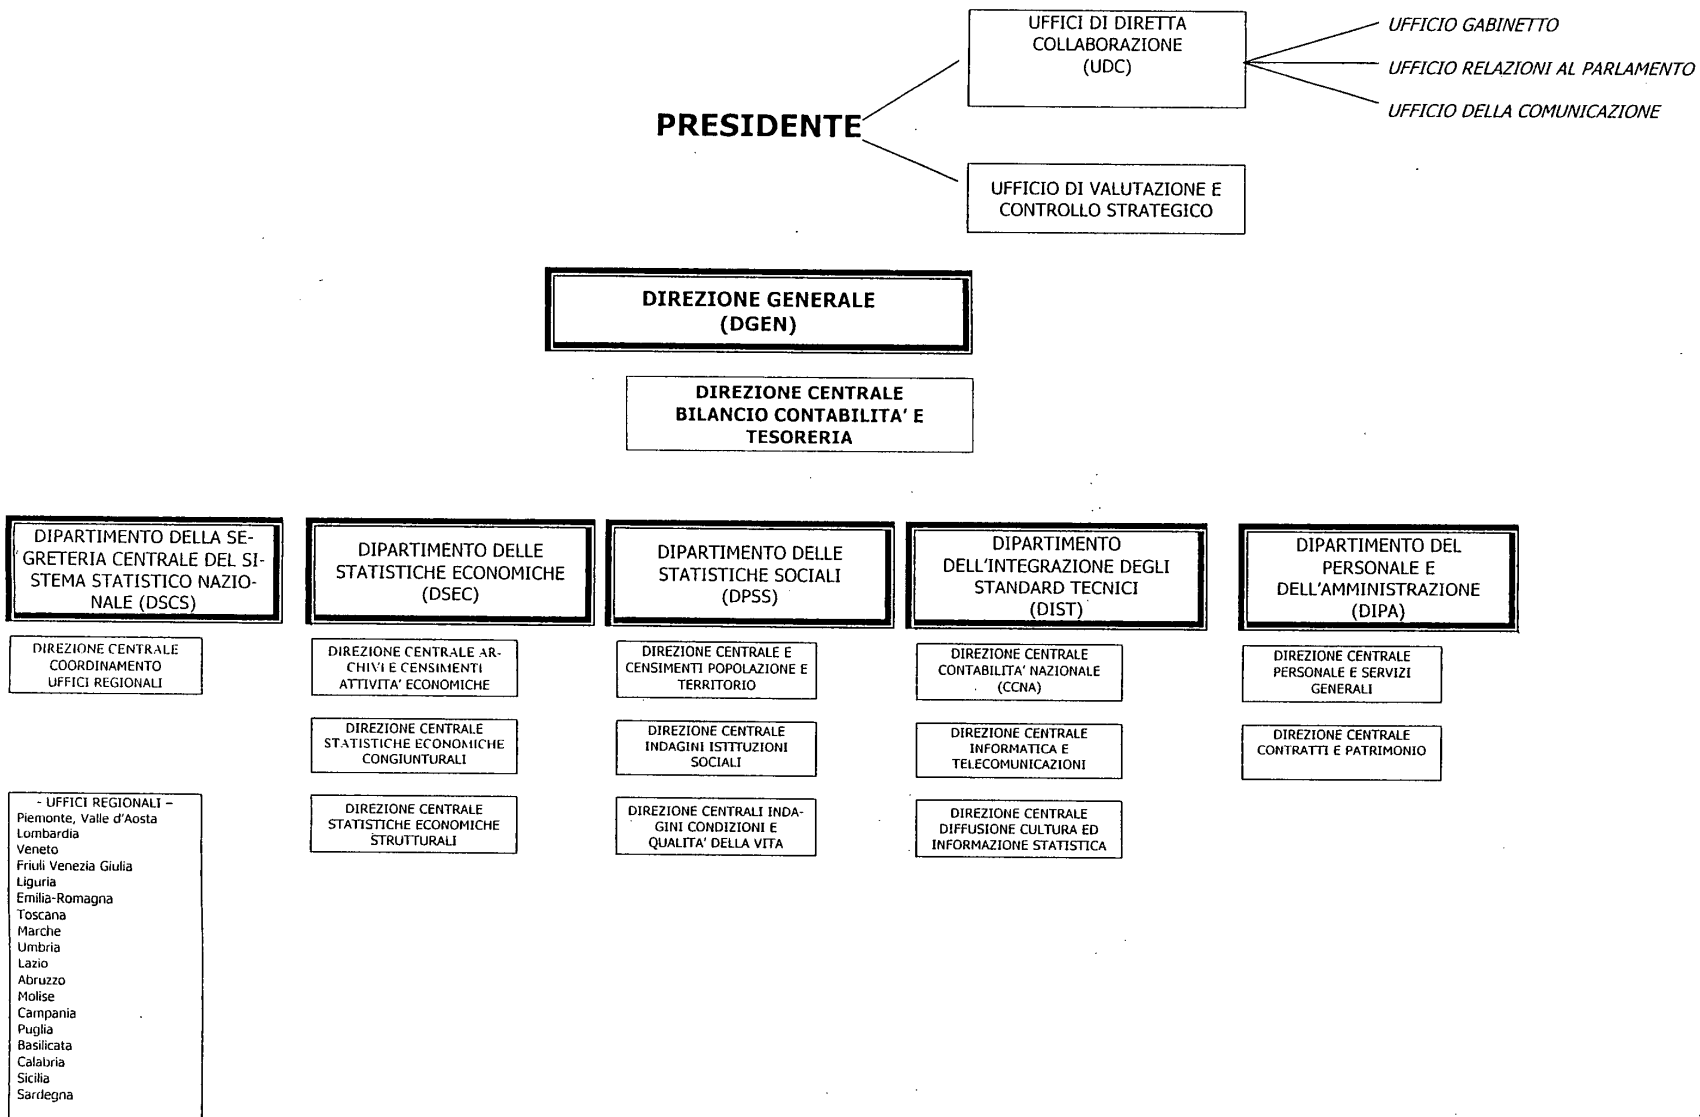 UFFICI DI DIRETTA
COLLABORAZIONE
(UDC)
UFFICIO GABINETTO
UFFICIO RELAZIONI AL PARLAMENTO
UFFICIO DELLA COMUNICAZIONE
PRESIDENTE
UFFICIO DI VALUTAZIONE E
CONTROLLO STRATEGICO
DIREZIONE GENERALE
(DGEN)
DIREZIONE CENTRALE
BILANCIO CONTABILITA' E
TESORERIA
DIPARTIMENTO DELLA SE-
GRETERIA CENTRALE DEL SI-
STEMA STATISTICO NAZIO-
NALE (DSCS)
DIREZIONE CENTRALE
COORDINAMENTO
UFFICI REGIONALI
- UFFICI REGIONALI –
Piemonte, Valle d'Aosta
Lombardia
Veneto
Friuli Venezia Giulia
Liguria
Emilia-Romagna
Toscana
Marche
Umbria
Lazio
Abruzzo
Molise
Campania
Puglia
Basilicata
Calabria
Sicilia
Sardegna
DIPARTIMENTO DELLE
STATISTICHE ECONOMICHE
(DSEC)
DIREZIONE CENTRALE AR-
CHIVI E CENSIMENTI
ATTIVITA' ECONOMICHE
DIREZIONE CENTRALE
STATISTICHE ECONOMICHE
CONGIUNTURALI
DIREZIONE CENTRALE
STATISTICHE ECONOMICHE
STRUTTURALI
DIPARTIMENTO DELLE
STATISTICHE SOCIALI
(DPSS)
DIREZIONE CENTRALE E
CENSIMENTI POPOLAZIONE E
TERRITORIO
DIREZIONE CENTRALE
INDAGINI ISTITUZIONI
SOCIALI
DIREZIONE CENTRALI INDA-
GINI CONDIZIONI E
QUALITA' DELLA VITA
DIPARTIMENTO
DELL'INTEGRAZIONE DEGLI
STANDARD TECNICI
(DIST)
DIREZIONE CENTRALE
CONTABILITA' NAZIONALE
(CCNA)
DIREZIONE CENTRALE
INFORMATICA E
TELECOMUNICAZIONI
DIREZIONE CENTRALE
DIFFUSIONE CULTURA ED
INFORMAZIONE STATISTICA
DIPARTIMENTO DEL
PERSONALE E
DELL'AMMINISTRAZIONE
(DIPA)
DIREZIONE CENTRALE
PERSONALE E SERVIZI
GENERALI
DIREZIONE CENTRALE
CONTRATTI E PATRIMONIO